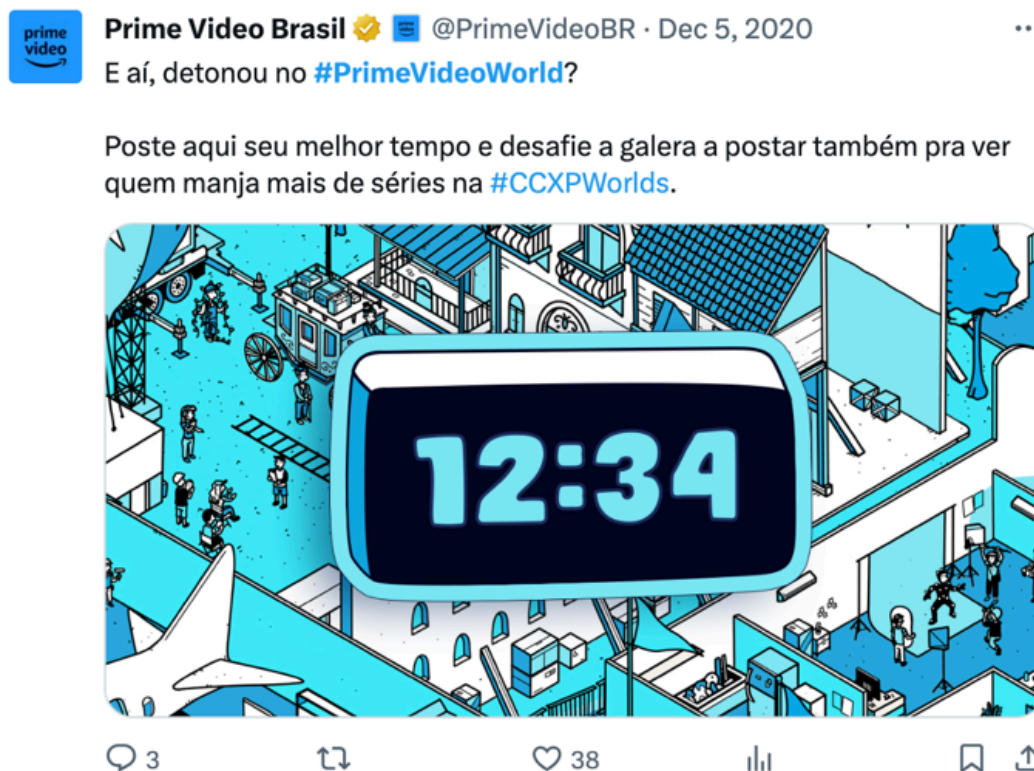 prime
video
Prime Video Brasil @PrimeVideoBR · Dec 5, 2020
E aí, detonou no #PrimeVideoWorld?
Poste aqui seu melhor tempo e desafie a galera a postar também pra ver
quem manja mais de séries na #CCXPWorlds.
12:34
3 38